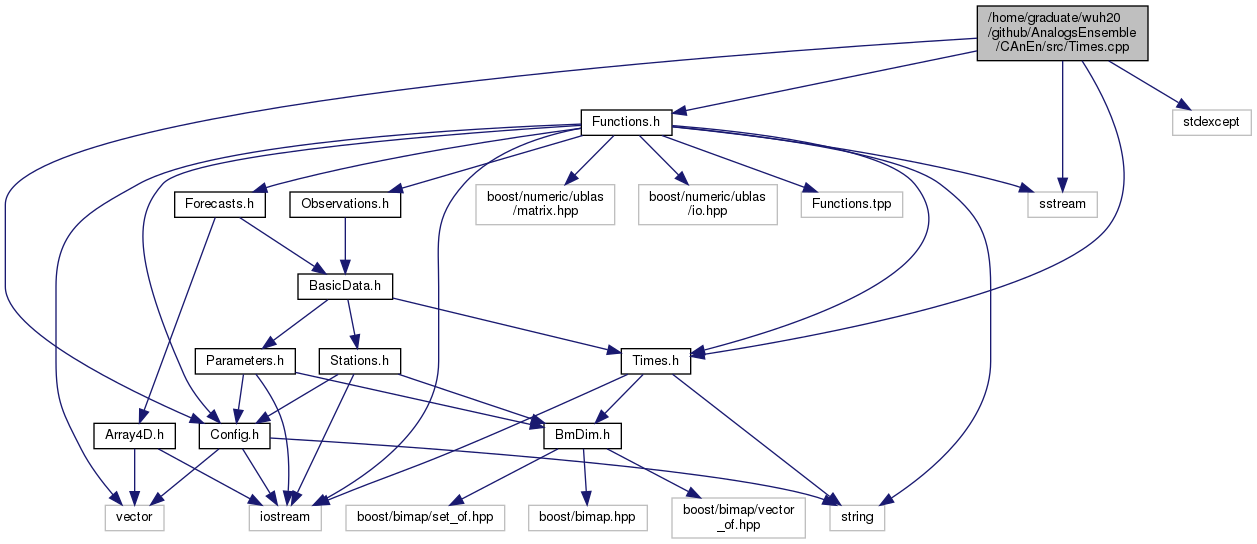 /home/graduate/wuh20
/github/AnalogsEnsemble
/CAnEn/src/Times.cpp
Functions.h
stdexcept
Forecasts.h
Observations.h
boost/numeric/ublas
/matrix.hpp
boost/numeric/ublas
/io.hpp
Functions.tpp
sstream
BasicData.h
Parameters.h
Stations.h
Times.h
Array4D.h
Config.h
BmDim.h
vector
iostream
boost/bimap/set_of.hpp
boost/bimap.hpp
boost/bimap/vector
_of.hpp
string